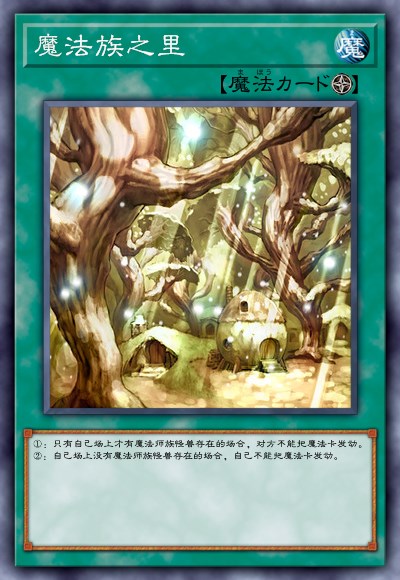 魔法族之里
魔
【魔法カード】
まほう
①：只有自己场上才有魔法师族怪兽存在的场合，对方不能把魔法卡发动。
②：自己场上没有魔法师族怪兽存在的场合，自己不能把魔法卡发动。